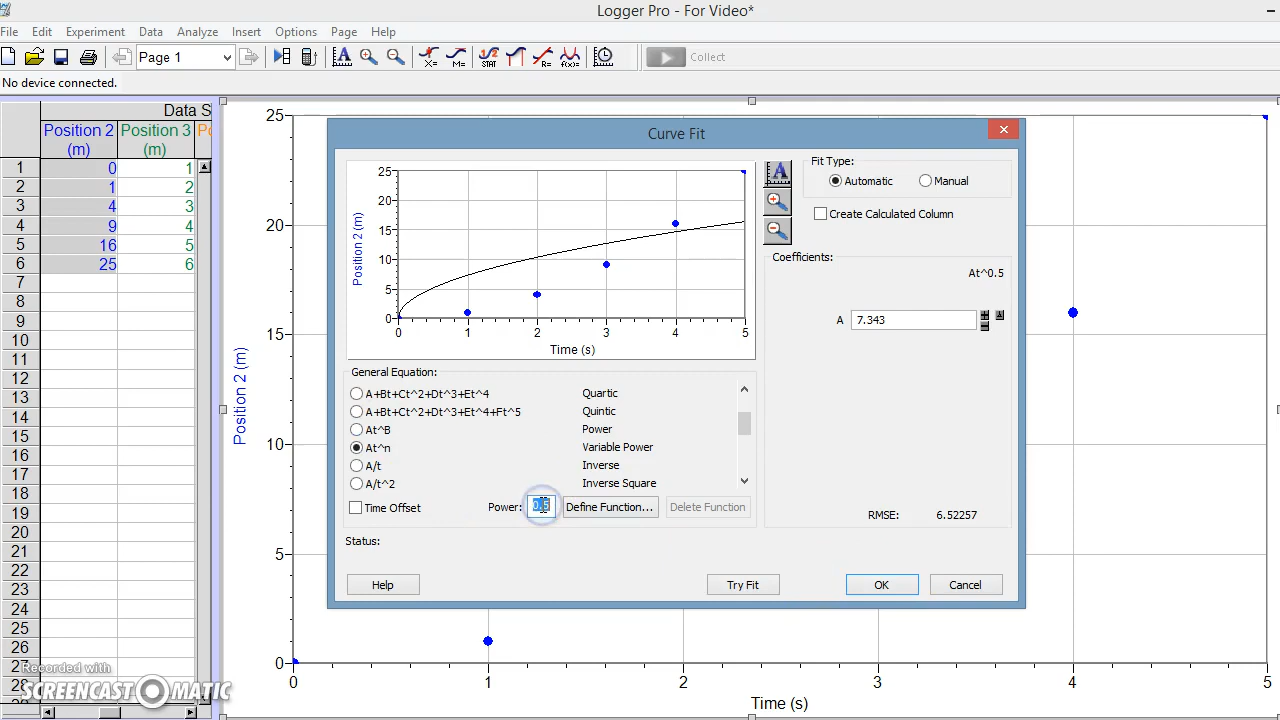 Logger Pro - For Video*
File Edit Experiment Data Analyze Insert Options Page Help
Page 1
Collect
No device connected.
Data S
Position 2 Position 3
(m) (m)
1 0 1
2 1 2
3 4 3
4 9 4
5 16 5
6 25 6
7
8
9
10
11
12
13
14
15
16
17
18
19
20
21
22
23
24
25
26
27
28
Curve Fit
25
20
15
10
5
0
Position 2 (m)
0 1 2 3 4 5
Time (s)
Fit Type:
Automatic Manual
Create Calculated Column
Coefficients:
At^0.5
A 7.343
RMSE: 6.52257
General Equation:
A+Bt+Ct^2+Dt^3+Et^4 Quartic
A+Bt+Ct^2+Dt^3+Et^4+Ft^5 Quintic
At^B Power
At^n Variable Power
A/t Inverse
A/t^2 Inverse Square
Time Offset Power: 0.5 Define Function... Delete Function
Status:
Help Try Fit OK Cancel
25
20
15
10
5
0
Position 2 (m)
0 1 2 3 4 5
Time (s)
Recorded with
SCREENCAST MATIC